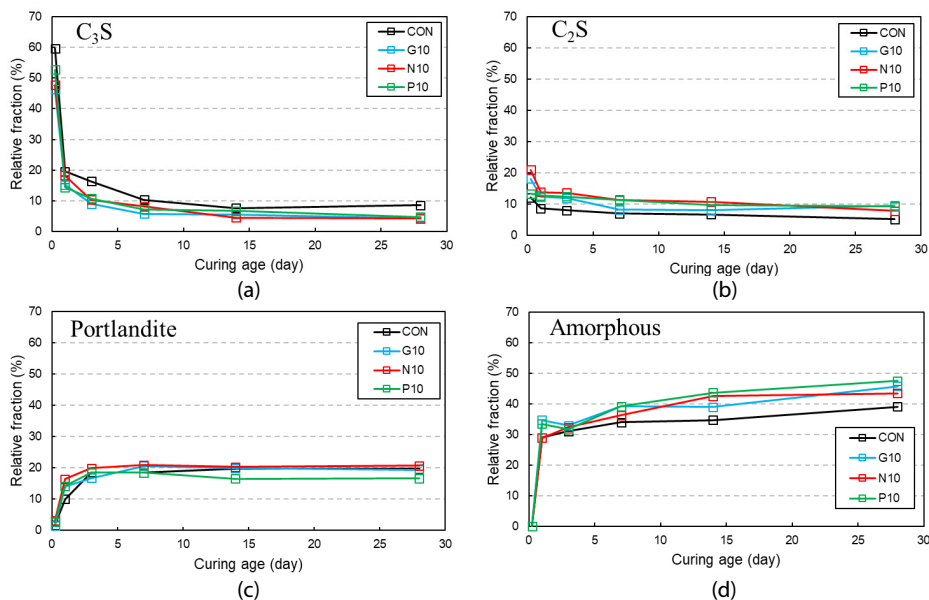 C₃S
CON
G10
N10
P10
Relative fraction (%)
70
60
50
40
30
20
10
0
0 5 10 15 20 25 30
Curing age (day)
(a)
C₂S
CON
G10
N10
P10
Relative fraction (%)
70
60
50
40
30
20
10
0
0 5 10 15 20 25 30
Curing age (day)
(b)
Portlandite
CON
G10
N10
P10
Relative fraction (%)
70
60
50
40
30
20
10
0
0 5 10 15 20 25 30
Curing age (day)
(c)
Amorphous
CON
G10
N10
P10
Relative fraction (%)
70
60
50
40
30
20
10
0
0 5 10 15 20 25 30
Curing age (day)
(d)